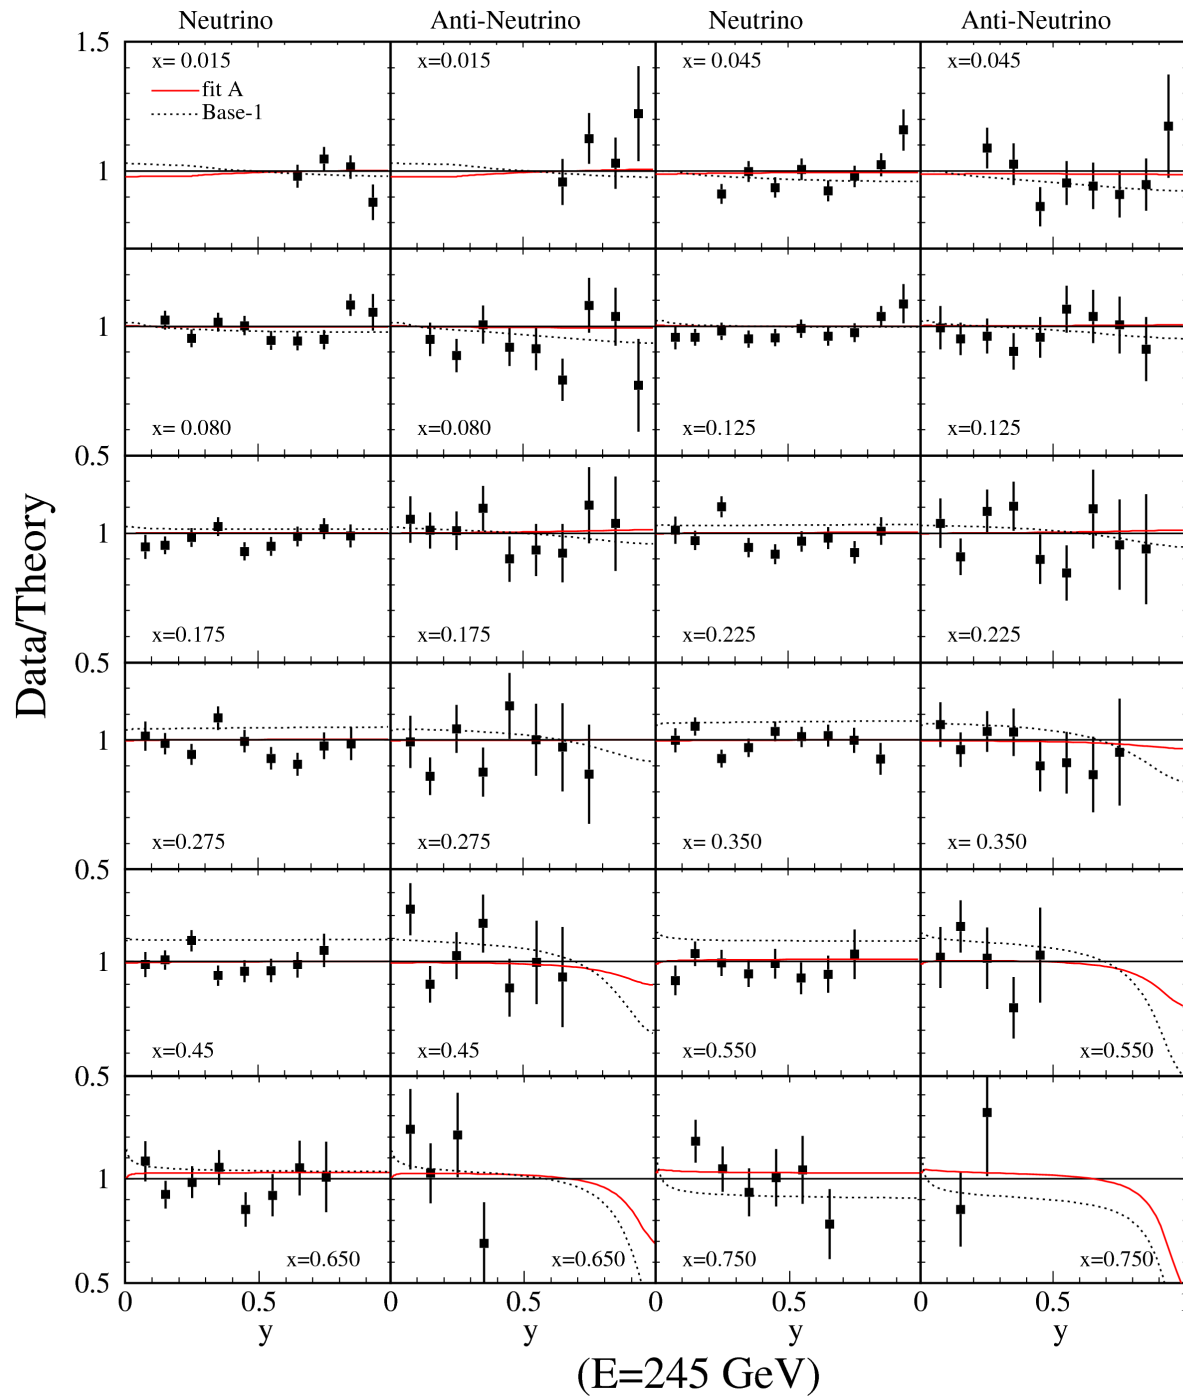 Neutrino Anti-Neutrino Neutrino Anti-Neutrino
1.5
x= 0.015 x=0.015 x= 0.045 x=0.045
fit A
Base-1
1
1
x= 0.080 x=0.080 x=0.125 x=0.125
0.5
1
x=0.175 x=0.175 x=0.225 x=0.225
0.5
1
x=0.275 x=0.275 x= 0.350 x= 0.350
0.5
1
x=0.45 x=0.45 x=0.550 x=0.550
0.5
1
x=0.650 x=0.650 x=0.750 x=0.750
0.5
0 0.5 0 0.5 0 0.5 0 0.5
y y y y
Data/Theory
(E=245 GeV)